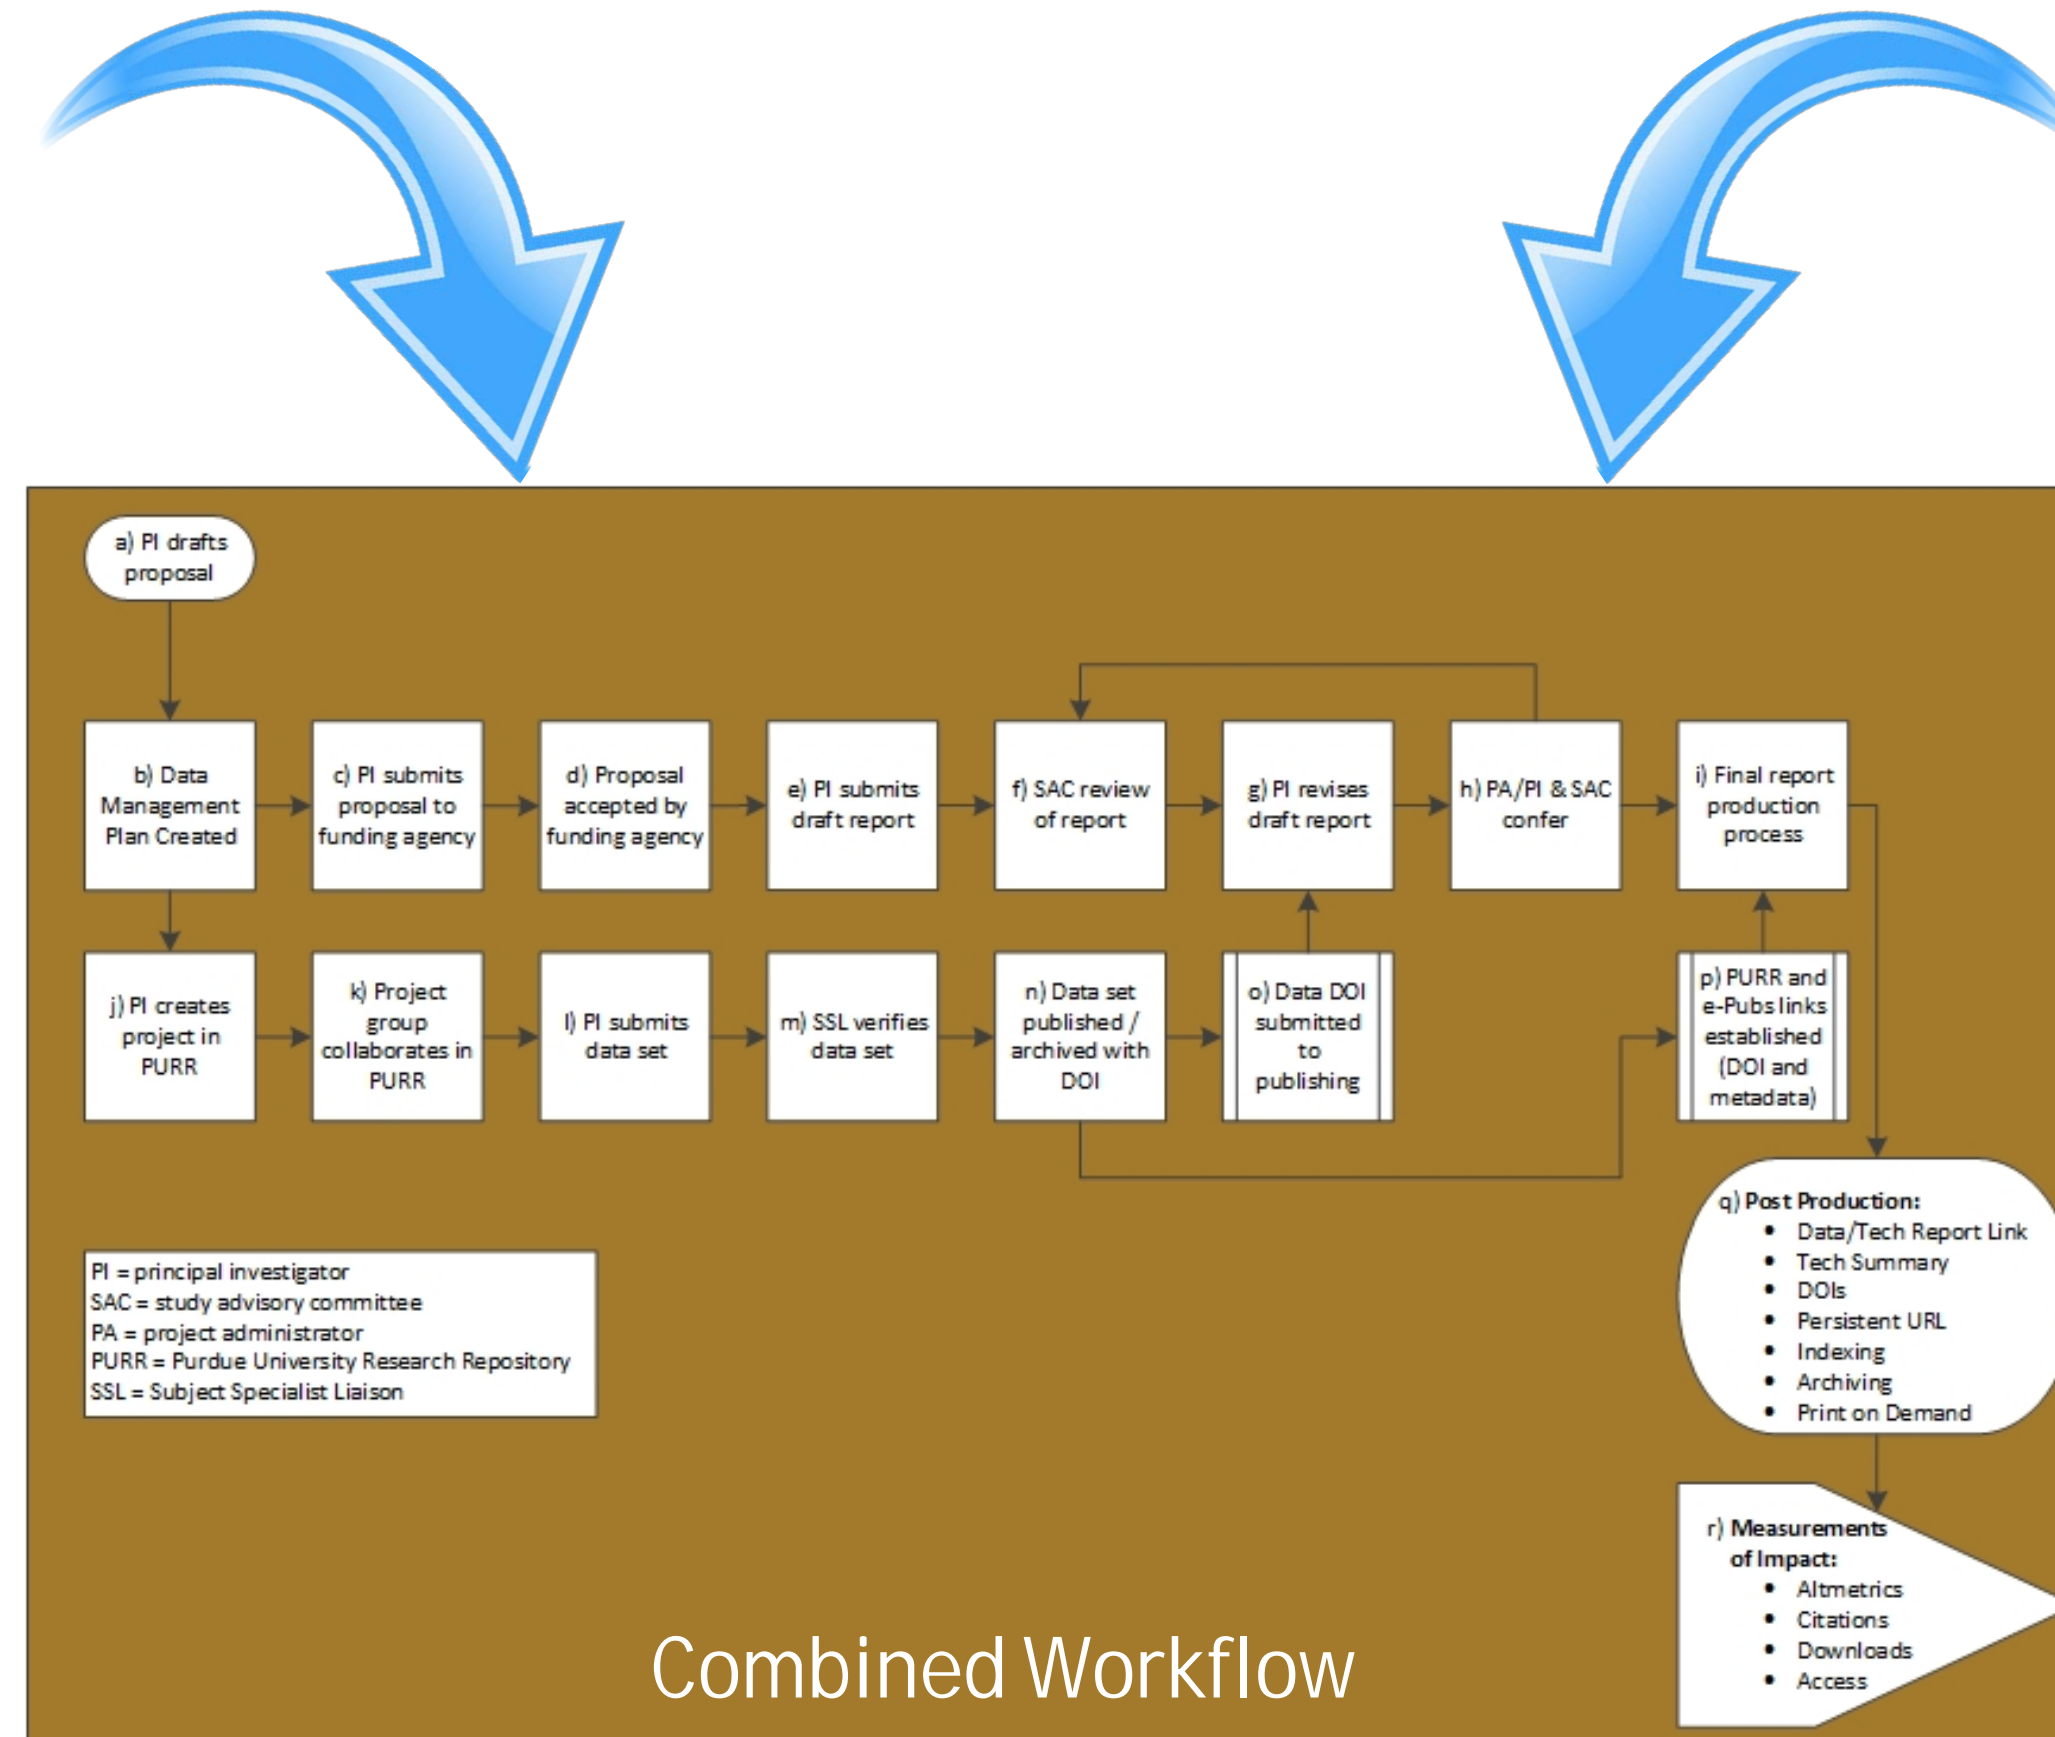 a) PI drafts
proposal
b) Data
Management
Plan Created
c) PI submits
proposal to
funding agency
d) Proposal
accepted by
funding agency
e) PI submits
draft report
f) SAC review
of report
g) PI revises
draft report
h) PA/PI & SAC
confer
i) Final report
production
process
j) PI creates
project in
PURR
k) Project
group
collaborates in
PURR
l) PI submits
data set
m) SSL verifies
data set
n) Data set
published /
archived with
DOI
o) Data DOI
submitted
to
publishing
p) PURR and
e-Pubs links
established
(DOI and
metadata)
q) Post Production:
• Data/Tech Report Link
• Tech Summary
• DOIs
• Persistent URL
• Indexing
• Archiving
• Print on Demand
PI = principal investigator
SAC = study advisory committee
PA = project administrator
PURR = Purdue University Research Repository
SSL = Subject Specialist Liaison
r) Measurements
of Impact:
• Altmetrics
• Citations
• Downloads
• Access
Combined Workflow